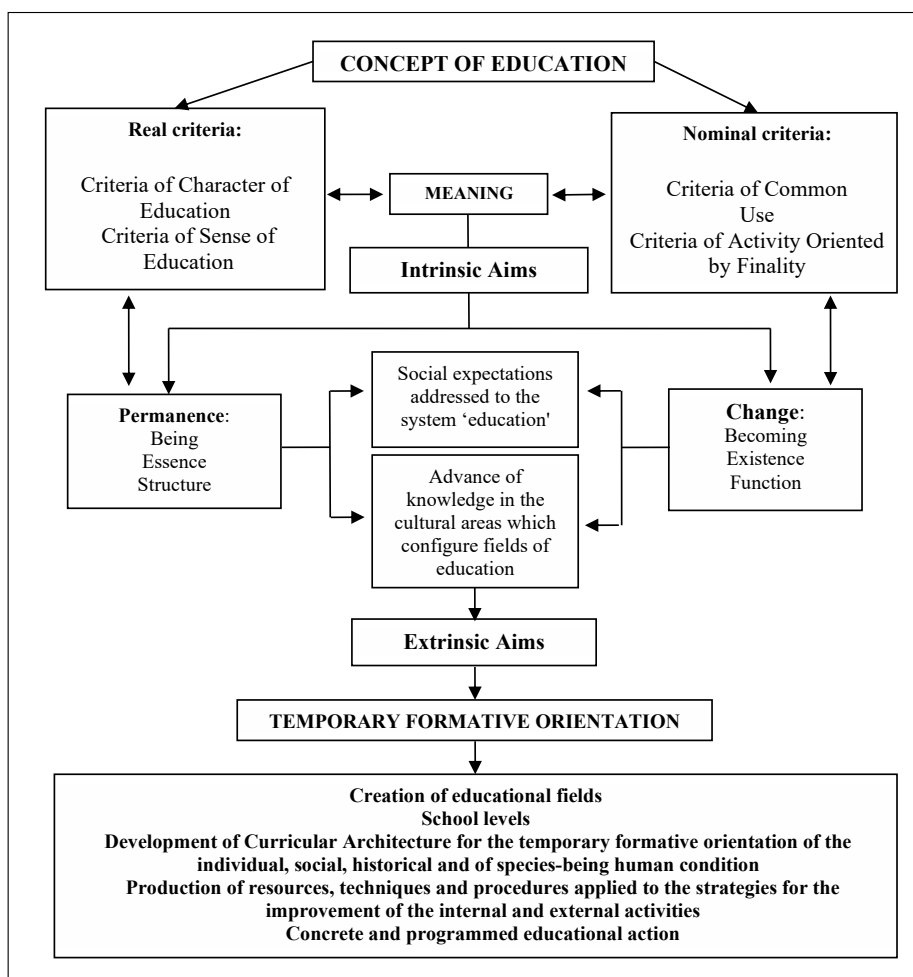 CONCEPT OF EDUCATION
Real criteria:
Criteria of Character of
Education
Criteria of Sense of
Education
MEANING
Nominal criteria:
Criteria of Common
Use
Criteria of Activity Oriented
by Finality
Intrinsic Aims
Permanence:
Being
Essence
Structure
Social expectations
addressed to the
system ‘education'
Advance of
knowledge in the
cultural areas which
configure fields of
education
Change:
Becoming
Existence
Function
Extrinsic Aims
TEMPORARY FORMATIVE ORIENTATION
Creation of educational fields
School levels
Development of Curricular Architecture for the temporary formative orientation of the
individual, social, historical and of species-being human condition
Production of resources, techniques and procedures applied to the strategies for the
improvement of the internal and external activities
Concrete and programmed educational action